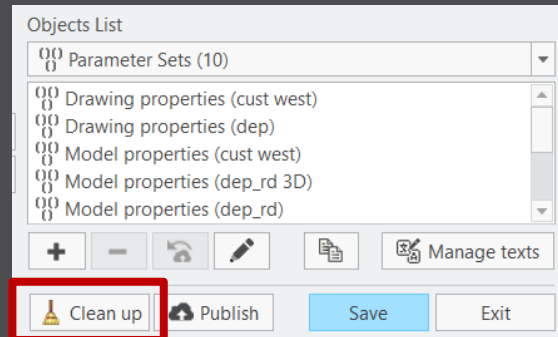 Objects List
Parameter Sets (10)
Drawing properties (cust west)
Drawing properties (dep)
Model properties (cust west)
Model properties (dep_rd 3D)
Model properties (dep_rd)
Manage texts
Clean up Publish Save Exit